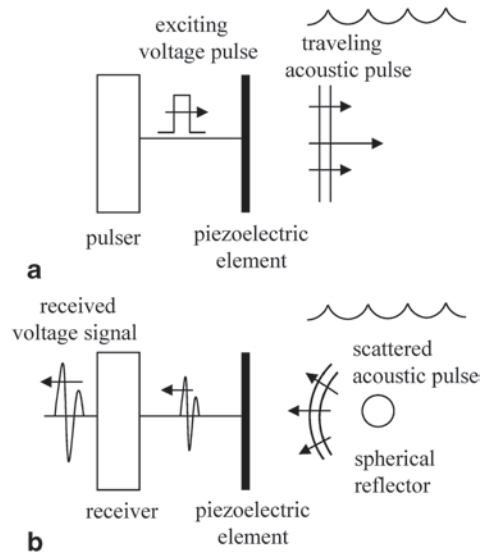 exciting
voltage pulse
traveling
acoustic pulse
pulser
piezoelectric
element
a
received
voltage signal
scattered
acoustic pulse
spherical
reflector
receiver
piezoelectric
element
b